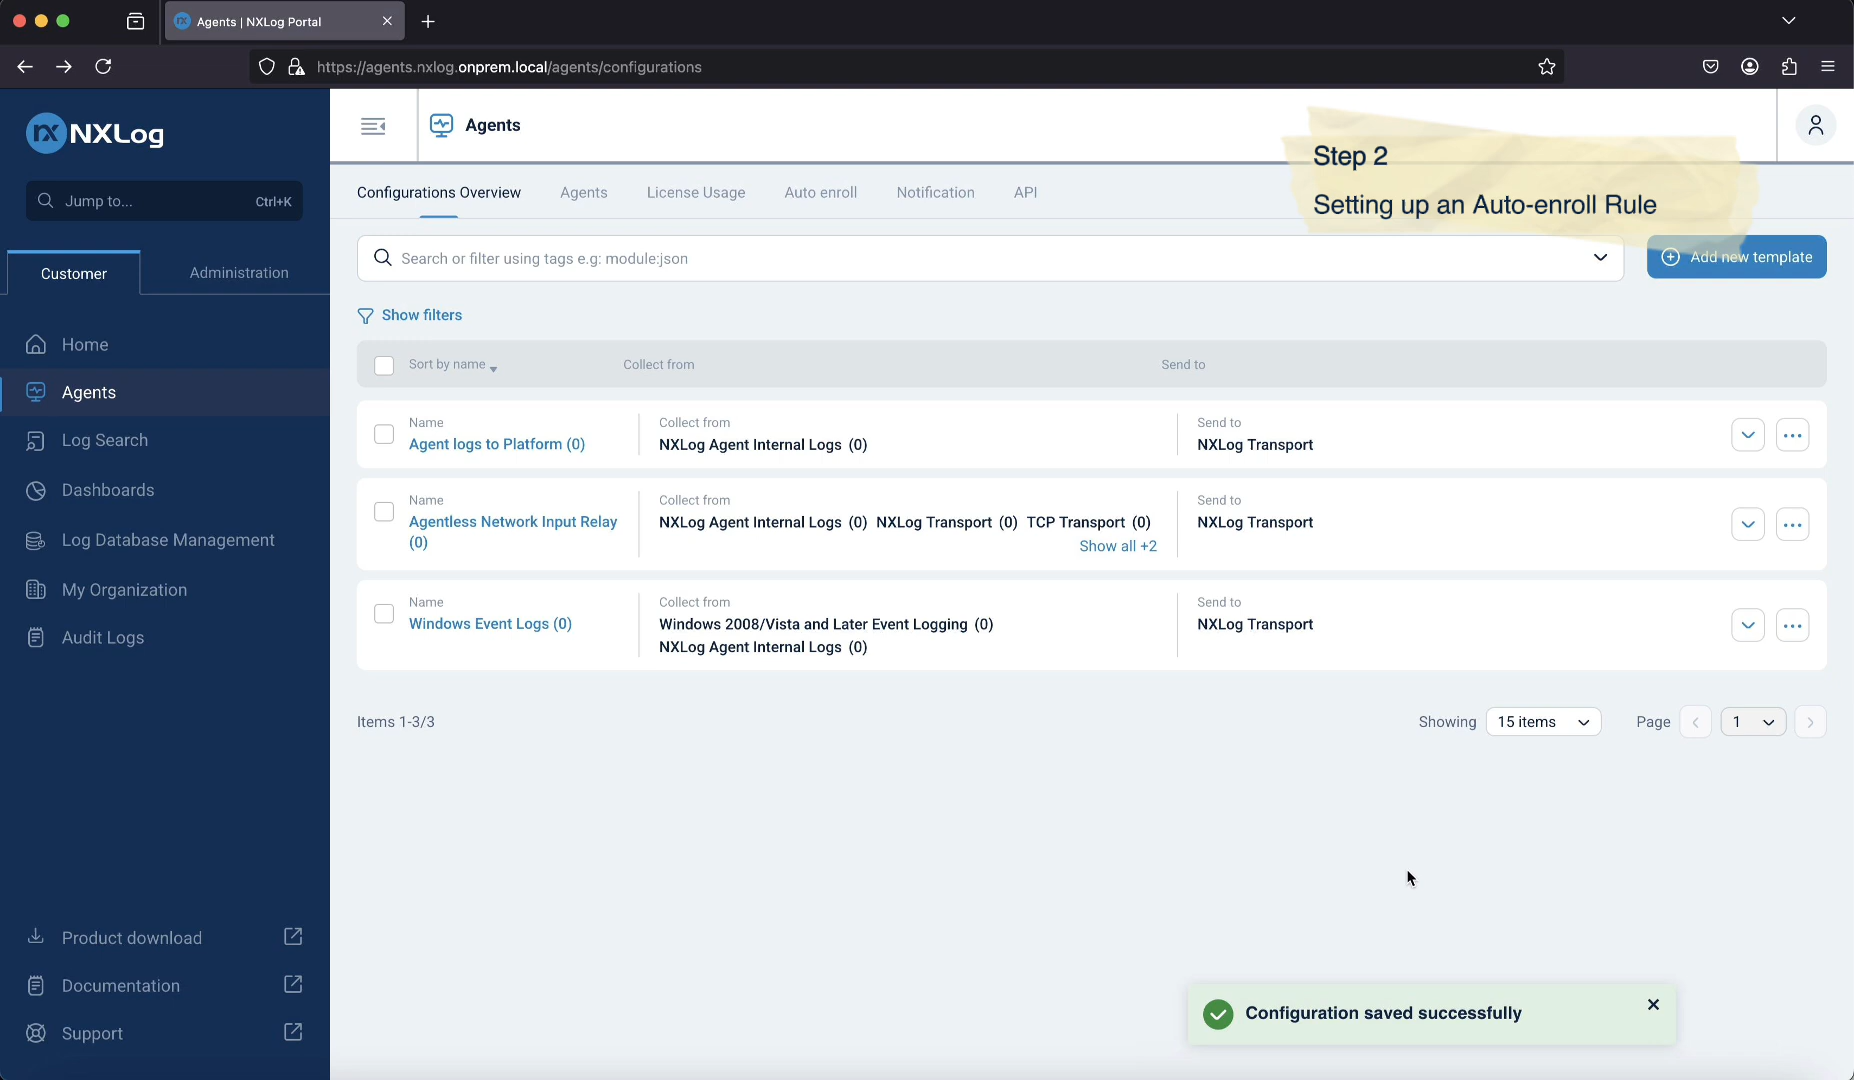 Agents | NXLog Portal
https://agents.nxlog.onprem.local/agents/configurations
NXLog
Jump to... Ctrl+K
Customer Administration
Home
Agents
Log Search
Dashboards
Log Database Management
My Organization
Audit Logs
Product download
Documentation
Support
Agents
Step 2
Setting up an Auto-enroll Rule
Configurations Overview Agents License Usage Auto enroll Notification API
Search or filter using tags e.g: module:json
Add new template
Show filters
Sort by name Collect from Send to
Name Collect from Send to
Agent logs to Platform (0) NXLog Agent Internal Logs (0) NXLog Transport
Name Collect from Send to
Agentless Network Input Relay NXLog Agent Internal Logs (0) NXLog Transport (0) TCP Transport (0) NXLog Transport
(0) Show all +2
Name Collect from Send to
Windows Event Logs (0) Windows 2008/Vista and Later Event Logging (0) NXLog Transport
NXLog Agent Internal Logs (0)
Items 1-3/3 Showing 15 items Page 1
Configuration saved successfully